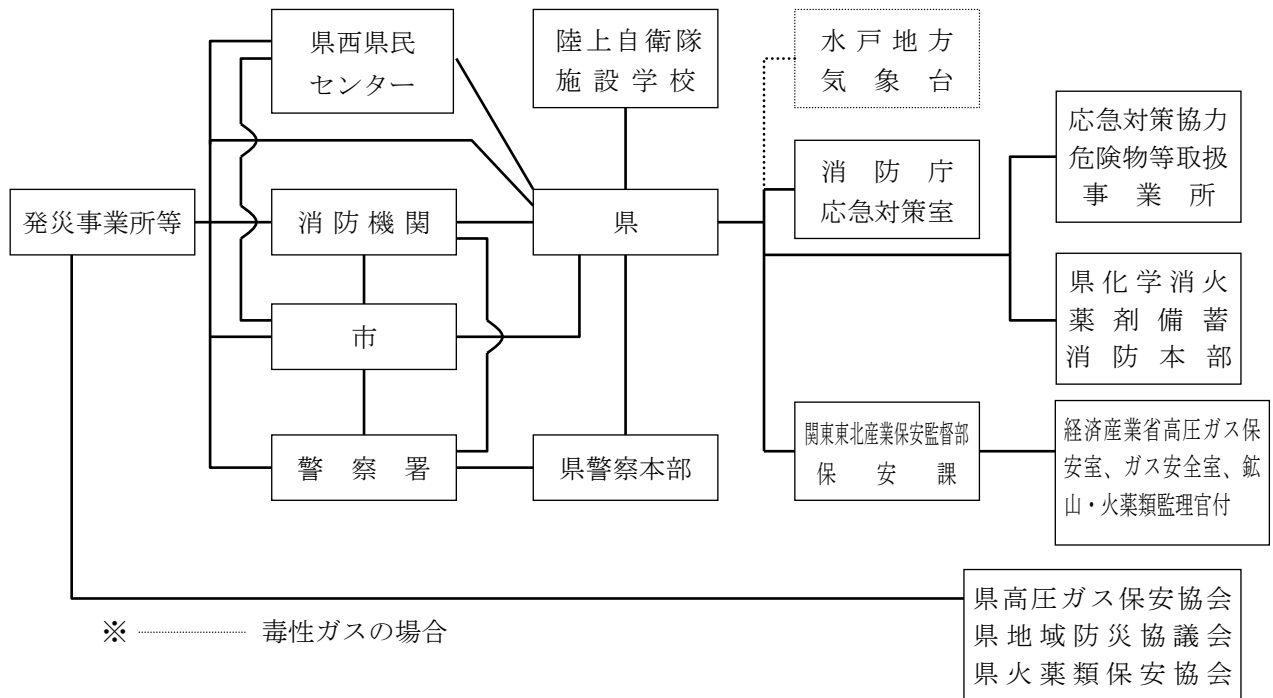 県西県民
センター
陸上自衛隊
施設学校
水戸地方
気象台
応急対策協力
危険物等取扱
事業所
消防庁
応急対策室
発災事業所等
消防機関
県
県化学消火
薬剤備蓄
消防本部
市
関東東北産業保安監督部
保安課
経済産業省高圧ガス保
安室、ガス安全室、鉱
山・火薬類監理官付
警察署
県警察本部
県高圧ガス保安協会
県地域防災協議会
県火薬類保安協会
※ 毒性ガスの場合